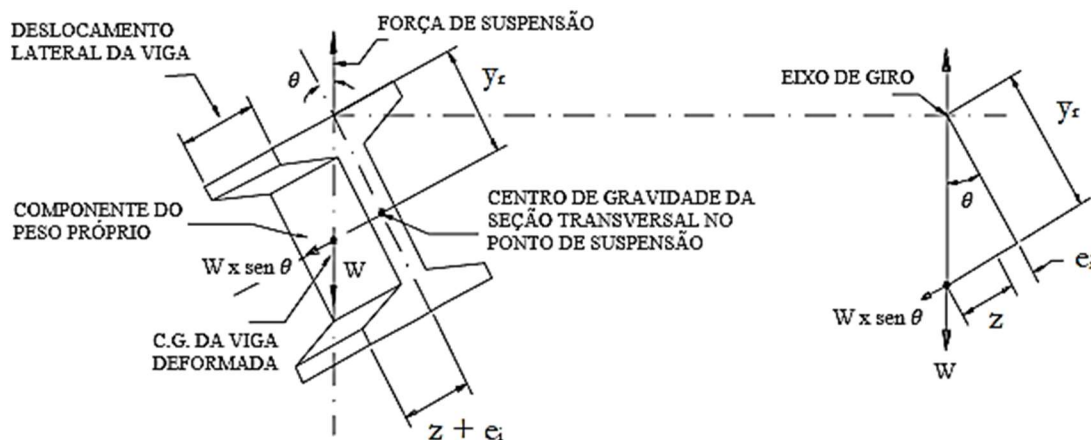 DESLOCAMENTO
LATERAL DA VIGA
θ
FORÇA DE SUSPENSÃO
yr
COMPONENTE DO
PESO PRÓPRIO
W x sen θ
W
C.G. DA VIGA
DEFORMADA
CENTRO DE GRAVIDADE DA
SEÇÃO TRANSVERSAL NO
PONTO DE SUSPENSÃO
z + ei
EIXO DE GIRO
yr
θ
ei
z
W x sen θ
W